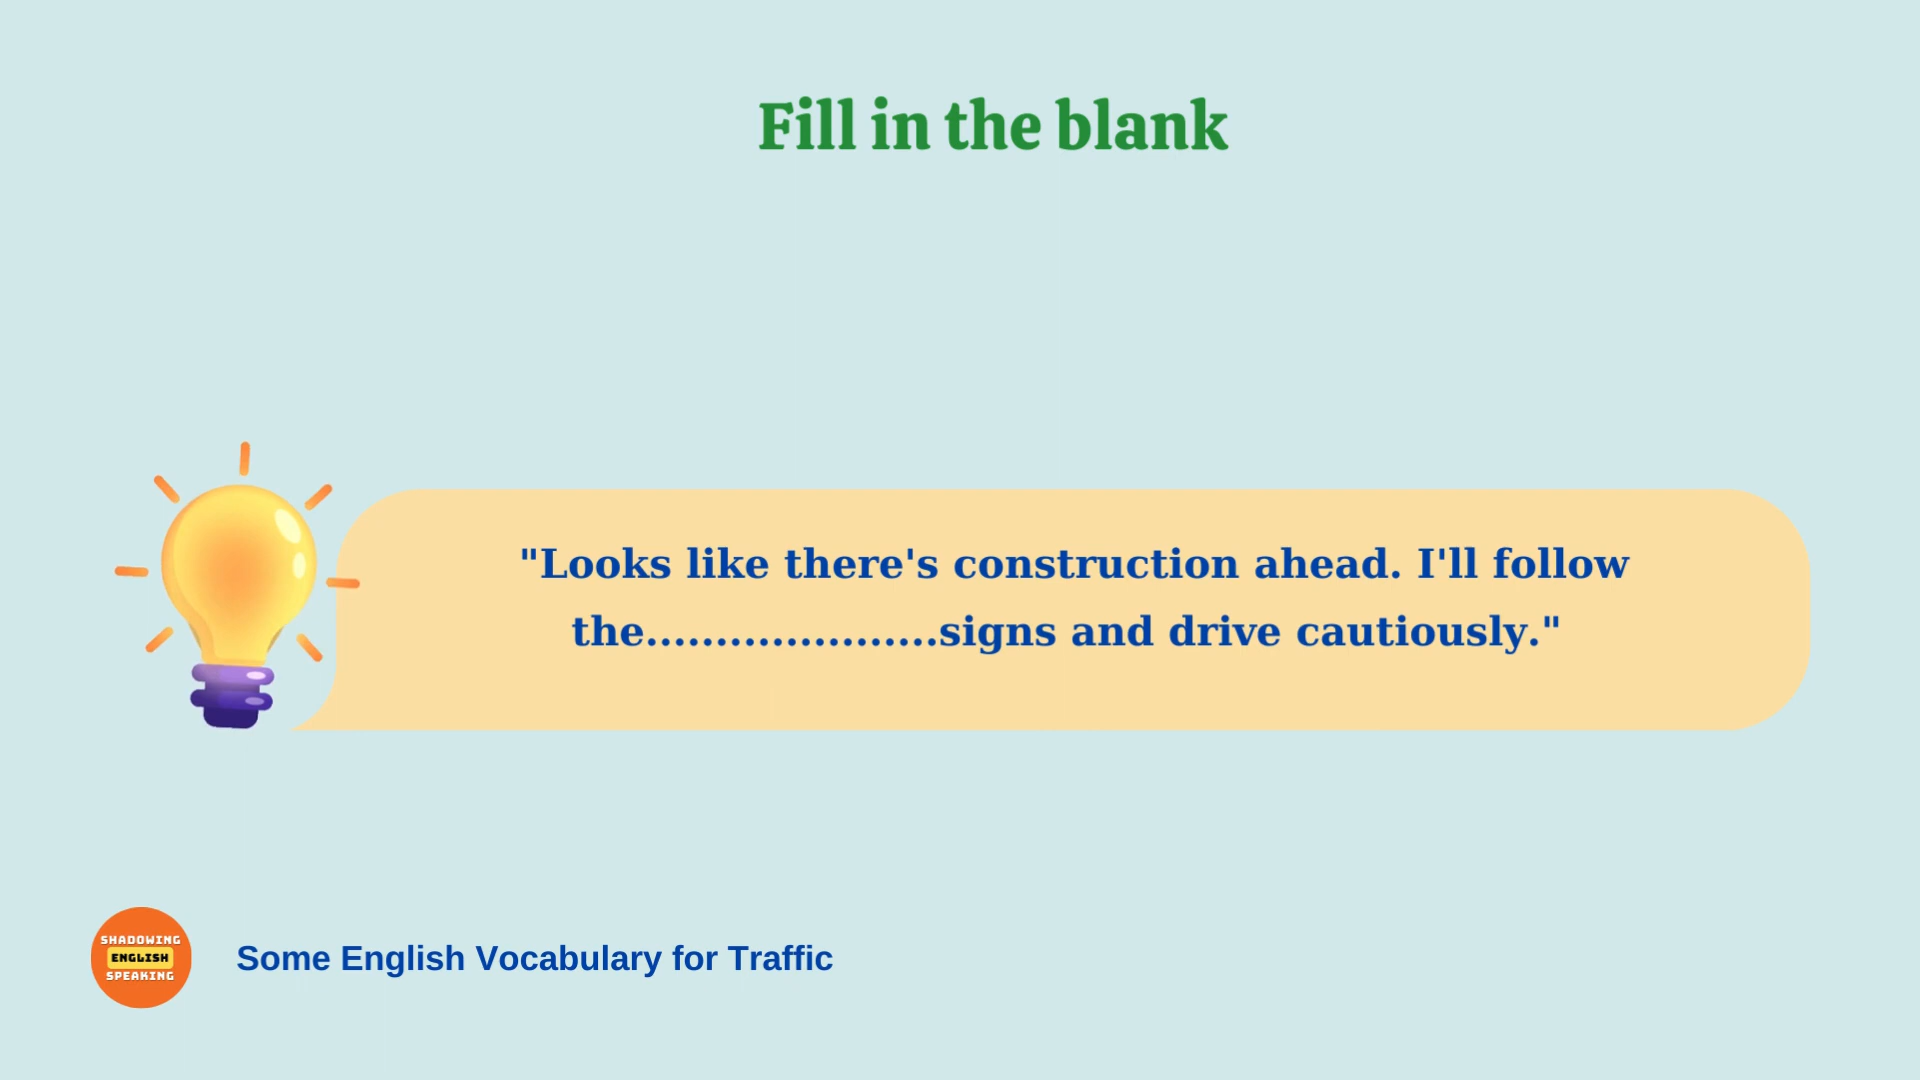 Fill in the blank
"Looks like there's construction ahead. I'll follow
the.....................signs and drive cautiously."
SHADOWING
ENGLISH
SPEAKING
Some English Vocabulary for Traffic